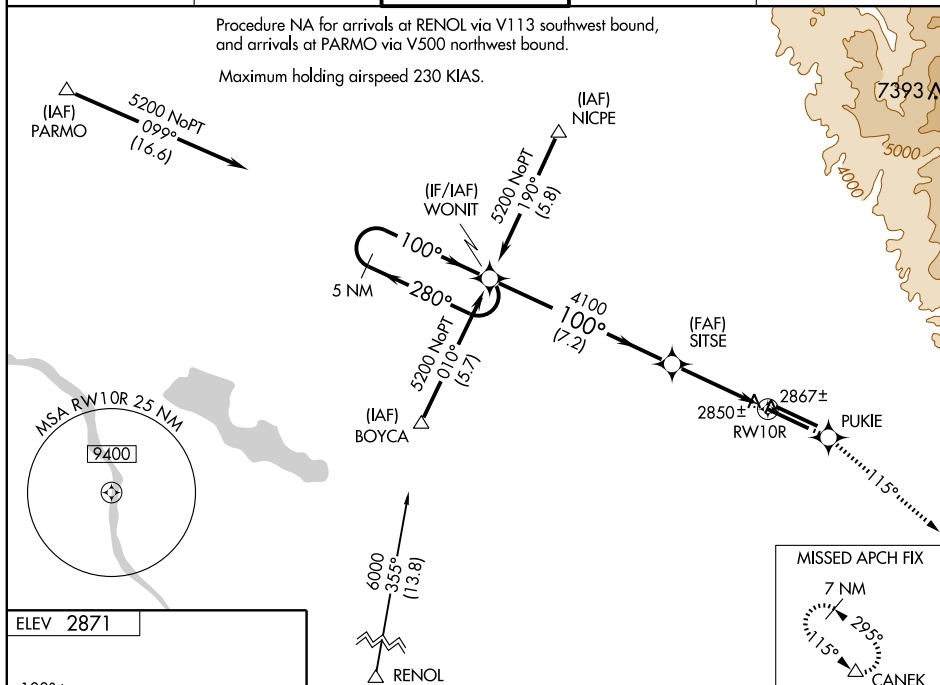 Procedure NA for arrivals at RENOL via V113 southwest bound,
and arrivals at PARMO via V500 northwest bound.
Maximum holding airspeed 230 KIAS.
7393
5000
4000
(IAF)
PARMO
5200 NoPT
099°
(16.6)
(IAF)
NICPE
5200 NoPT
190°
(5.8)
(IF/IAF)
WONIT
100°
5 NM
280°
4100
100°
(7.2)
(FAF)
SITSE
5200 NoPT
010°
(5.7)
(IAF)
BOYCA
2867±
2850±
RW10R
PUKIE
115°
MSA RW10R 25 NM
9400
6000
355°
(13.8)
RENOL
MISSED APCH FIX
7 NM
295°
115°
CANEK
ELEV 2871